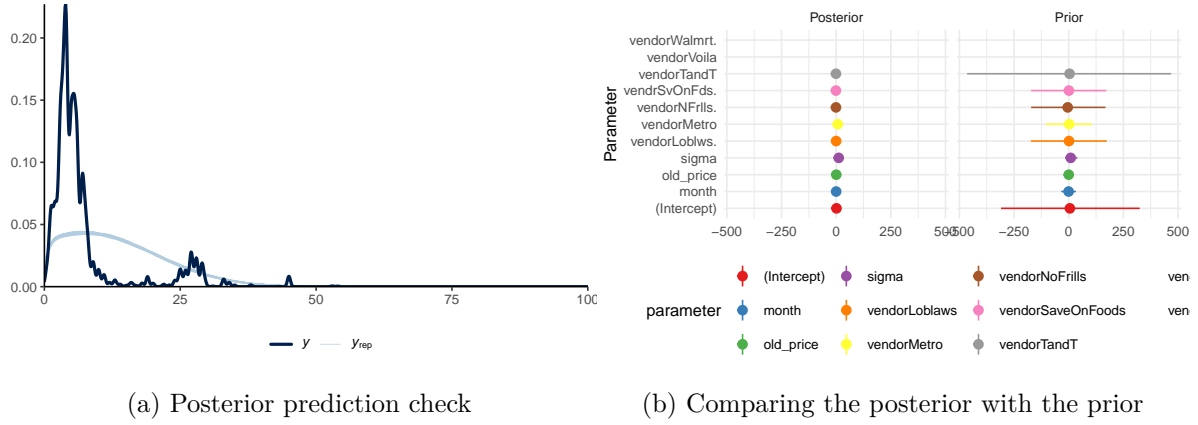 Posterior
Prior
0.20
0.15
0.10
0.05
0.00
0
25
50
75
100
y
y rep
Parameter
vendorWalmrt.
vendorVoila
vendorTandT
vendrSvOnFds.
vendorNFrlls.
vendorMetro
vendorLoblws.
sigma
old_price
month
(Intercept)
−500 −250 0 250 500
−500 −250 0 250 500
parameter
(Intercept) sigma vendorNoFrills ven
month vendorLoblaws vendorSaveOnFoods ven
old_price vendorMetro vendorTandT
(a) Posterior prediction check
(b) Comparing the posterior with the prior